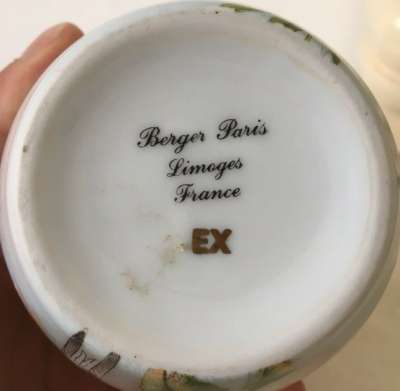 Berger Paris
Limoges
France
EX